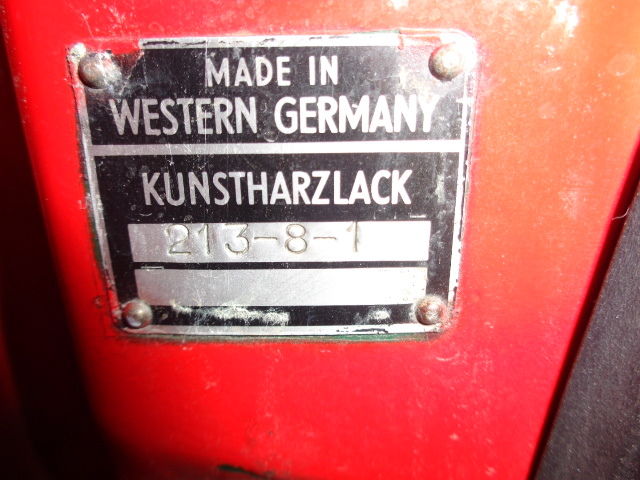 MADE IN
WESTERN GERMANY
KUNSTHARZLACK
213-8-1